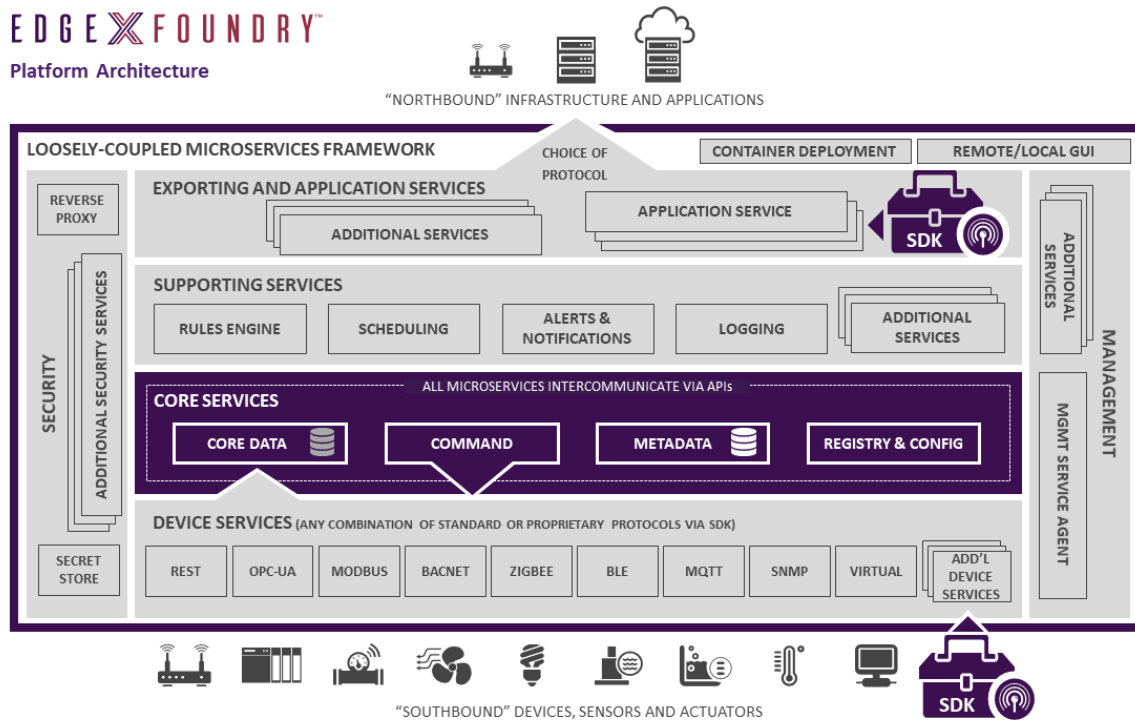 EDGE X FOUNDRY™
Platform Architecture
“NORTHBOUND” INFRASTRUCTURE AND APPLICATIONS
LOOSELY-COUPLED MICROSERVICES FRAMEWORK
CHOICE OF
PROTOCOL
CONTAINER DEPLOYMENT
REMOTE/LOCAL GUI
REVERSE
PROXY
SECURITY
ADDITIONAL SECURITY SERVICES
SECRET
STORE
EXPORTING AND APPLICATION SERVICES
ADDITIONAL SERVICES
APPLICATION SERVICE
SDK
SUPPORTING SERVICES
RULES ENGINE
SCHEDULING
ALERTS &
NOTIFICATIONS
LOGGING
ADDITIONAL
SERVICES
ALL MICROSERVICES INTERCOMMUNICATE VIA APIs
CORE SERVICES
CORE DATA
COMMAND
METADATA
REGISTRY & CONFIG
DEVICE SERVICES (ANY COMBINATION OF STANDARD OR PROPRIETARY PROTOCOLS VIA SDK)
REST
OPC-UA
MODBUS
BACNET
ZIGBEE
BLE
MQTT
SNMP
VIRTUAL
ADD’L
DEVICE
SERVICES
ADDITIONAL
SERVICES
MANAGEMENT
MGMT SERVICE AGENT
SDK
“SOUTHBOUND” DEVICES, SENSORS AND ACTUATORS